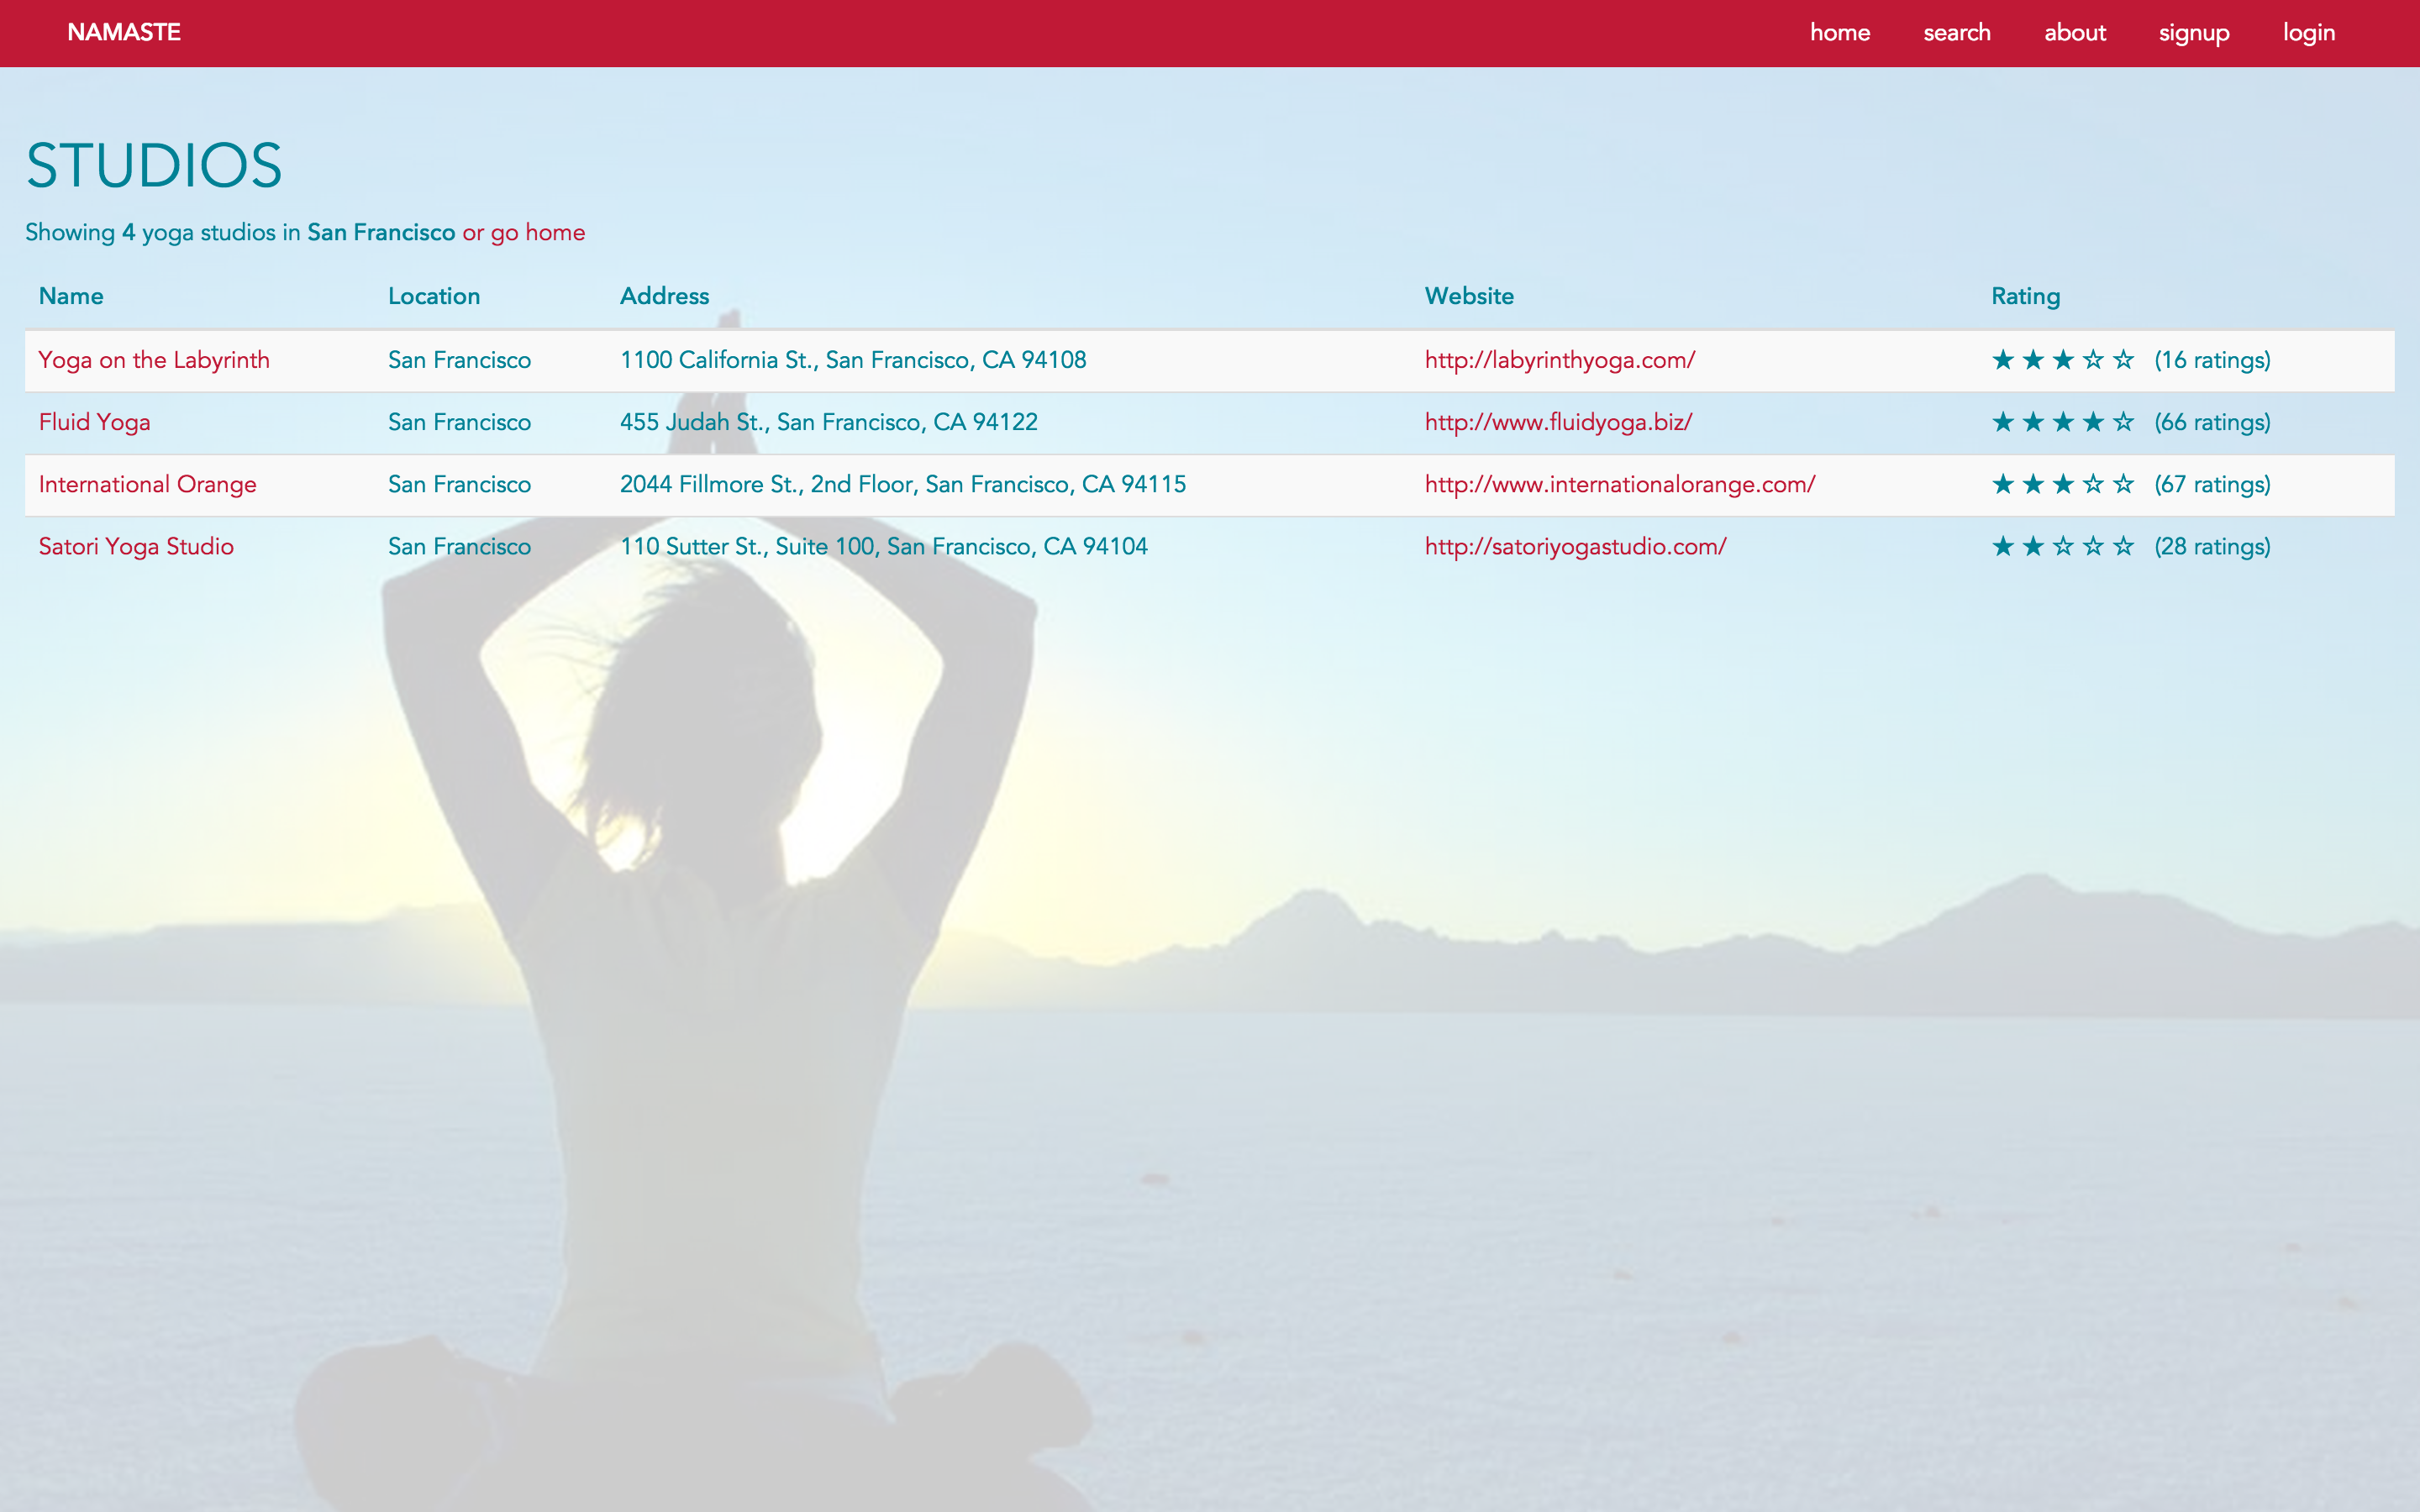 NAMASTE home search about signup login
STUDIOS
Showing 4 yoga studios in San Francisco or go home
Name Location Address Website Rating
Yoga on the Labyrinth San Francisco 1100 California St., San Francisco, CA 94108 http://labyrinthyoga.com/ ★ ★ ★ ☆ ☆ (16 ratings)
Fluid Yoga San Francisco 455 Judah St., San Francisco, CA 94122 http://www.fluidyoga.biz/ ★ ★ ★ ★ ☆ (66 ratings)
International Orange San Francisco 2044 Fillmore St., 2nd Floor, San Francisco, CA 94115 http://www.internationalorange.com/ ★ ★ ★ ☆ ☆ (67 ratings)
Satori Yoga Studio San Francisco 110 Sutter St., Suite 100, San Francisco, CA 94104 http://satoriyogastudio.com/ ★ ★ ☆ ☆ ☆ (28 ratings)